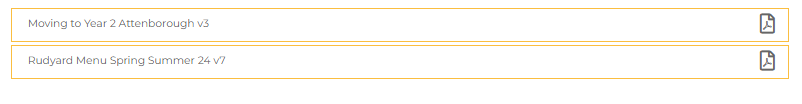 Moving to Year 2 Attenborough v3
Rudyard Menu Spring Summer 24 v7